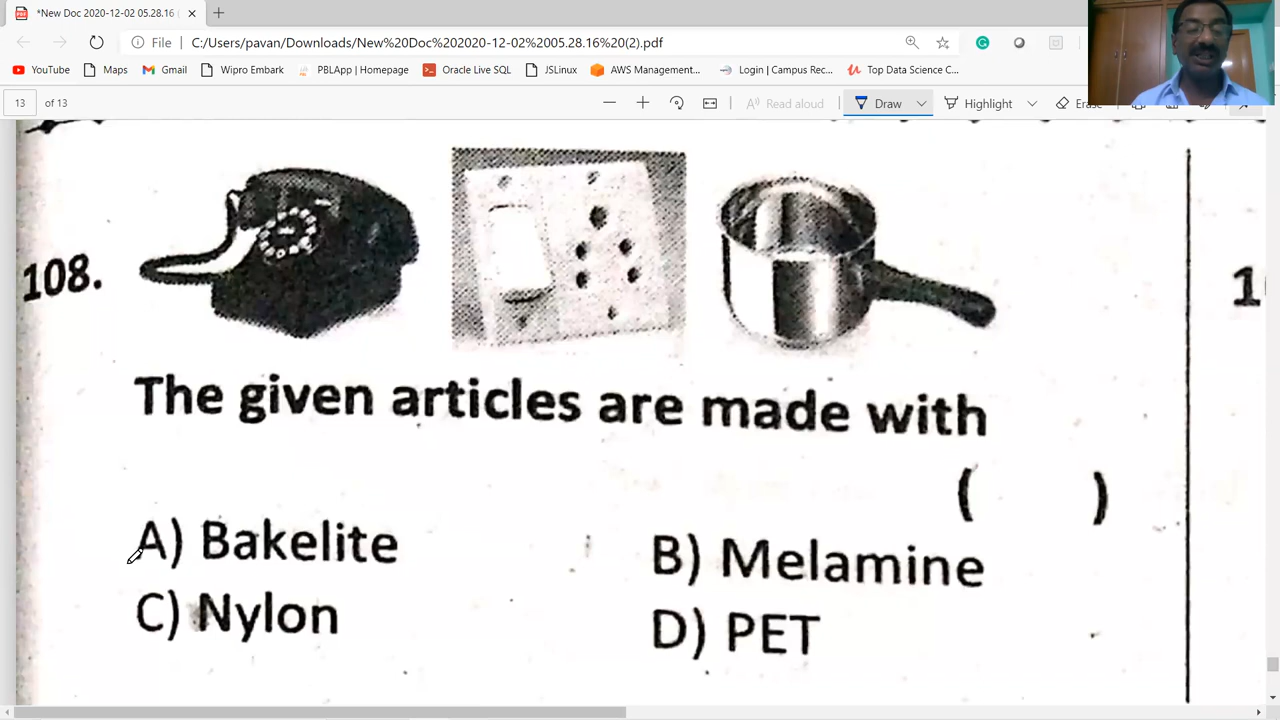 *New Doc 2020-12-02 05.28.16 (
File C:/Users/pavan/Downloads/New%20Doc%202020-12-02%2005.28.16%20(2).pdf
YouTube Maps Gmail Wipro Embark PBLApp | Homepage Oracle Live SQL JSLinux AWS Management... Login | Campus Rec... Top Data Science C...
13 of 13 Read aloud Draw Highlight
108.
The given articles are made with
( )
A) Bakelite B) Melamine
C) Nylon D) PET